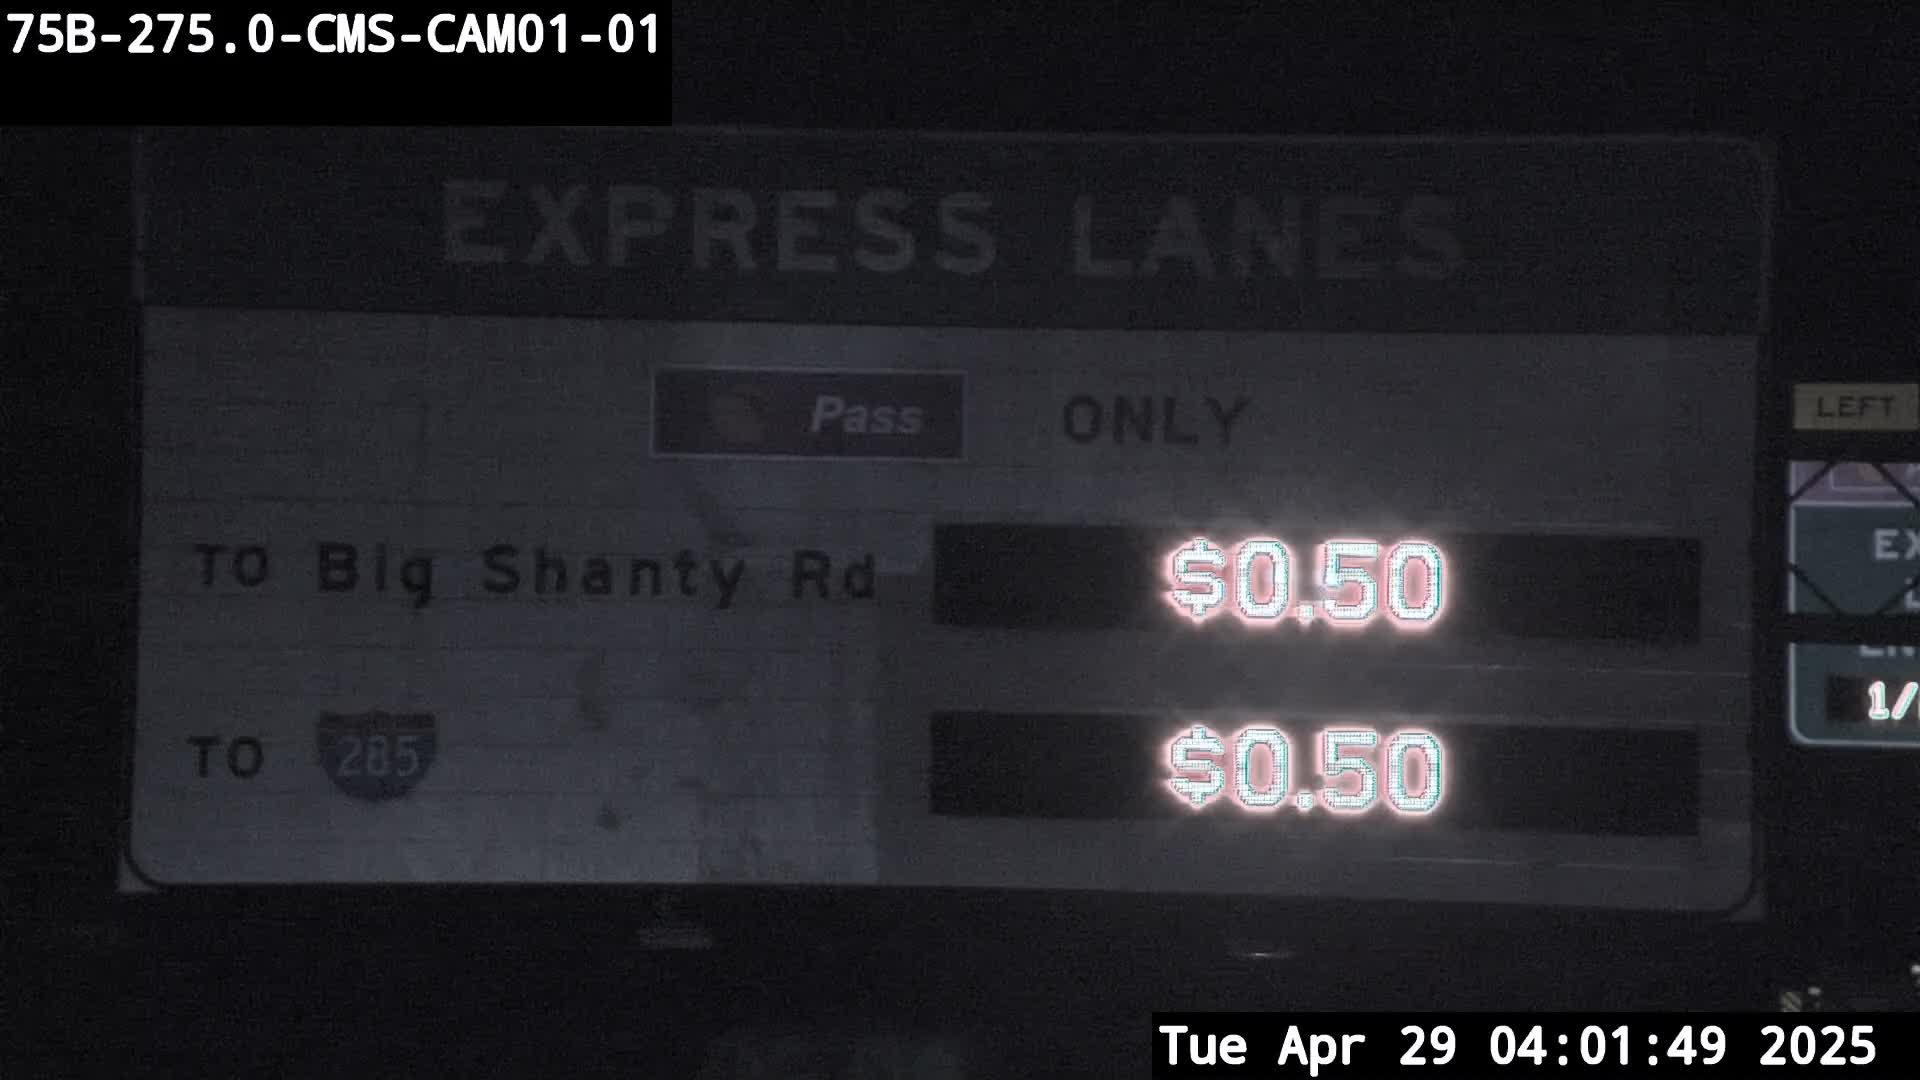 75B-275.0-CMS-CAM01-01
EXPRESS LANES
Pass ONLY
TO Big Shanty Rd $0.50
TO 285 $0.50
LEFT
Tue Apr 29 04:01:49 2025